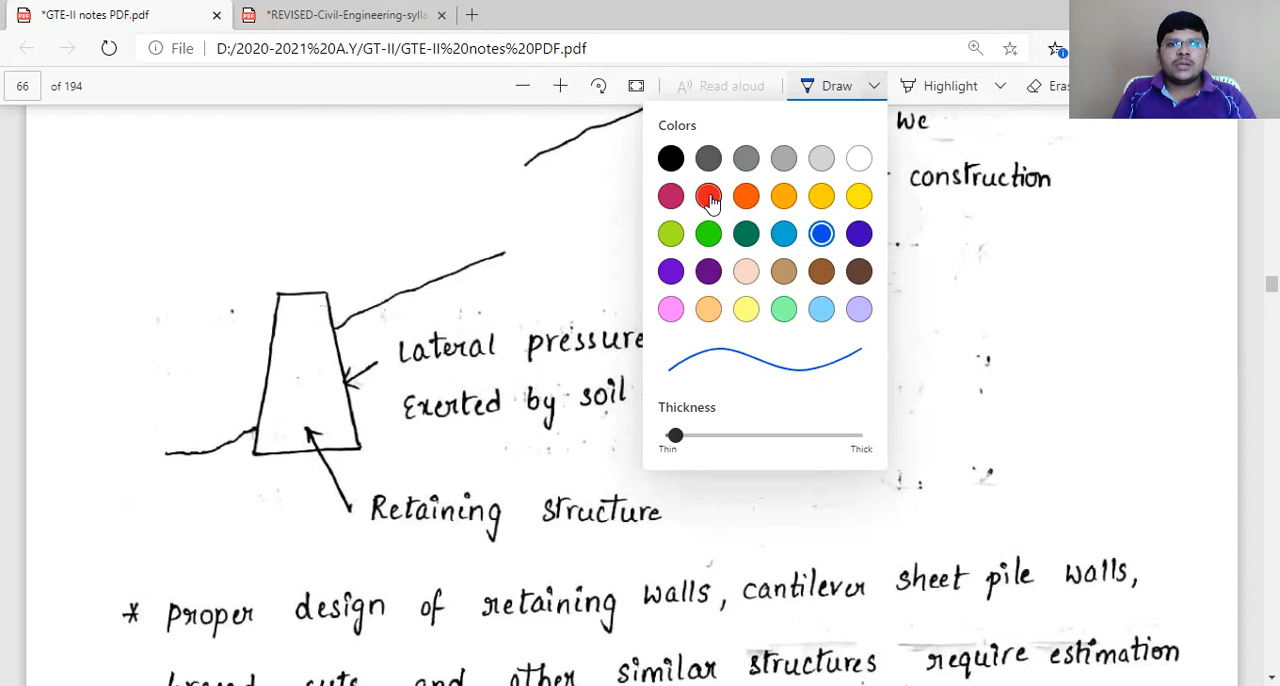 *GTE-II notes PDF.pdf
*REVISED-Civil-Engineering-sylla
File
D:/2020-2021%20A.Y/GT-II/GTE-II%20notes%20PDF.pdf
66 of 194
Read aloud
Draw
Highlight
Eras
Colors
we
construction
Lateral pressure
Exerted by soil
Thickness
Thin
Thick
Retaining structure
* proper design of retaining walls, cantilever sheet pile walls,
cuts and other similar structures require estimation